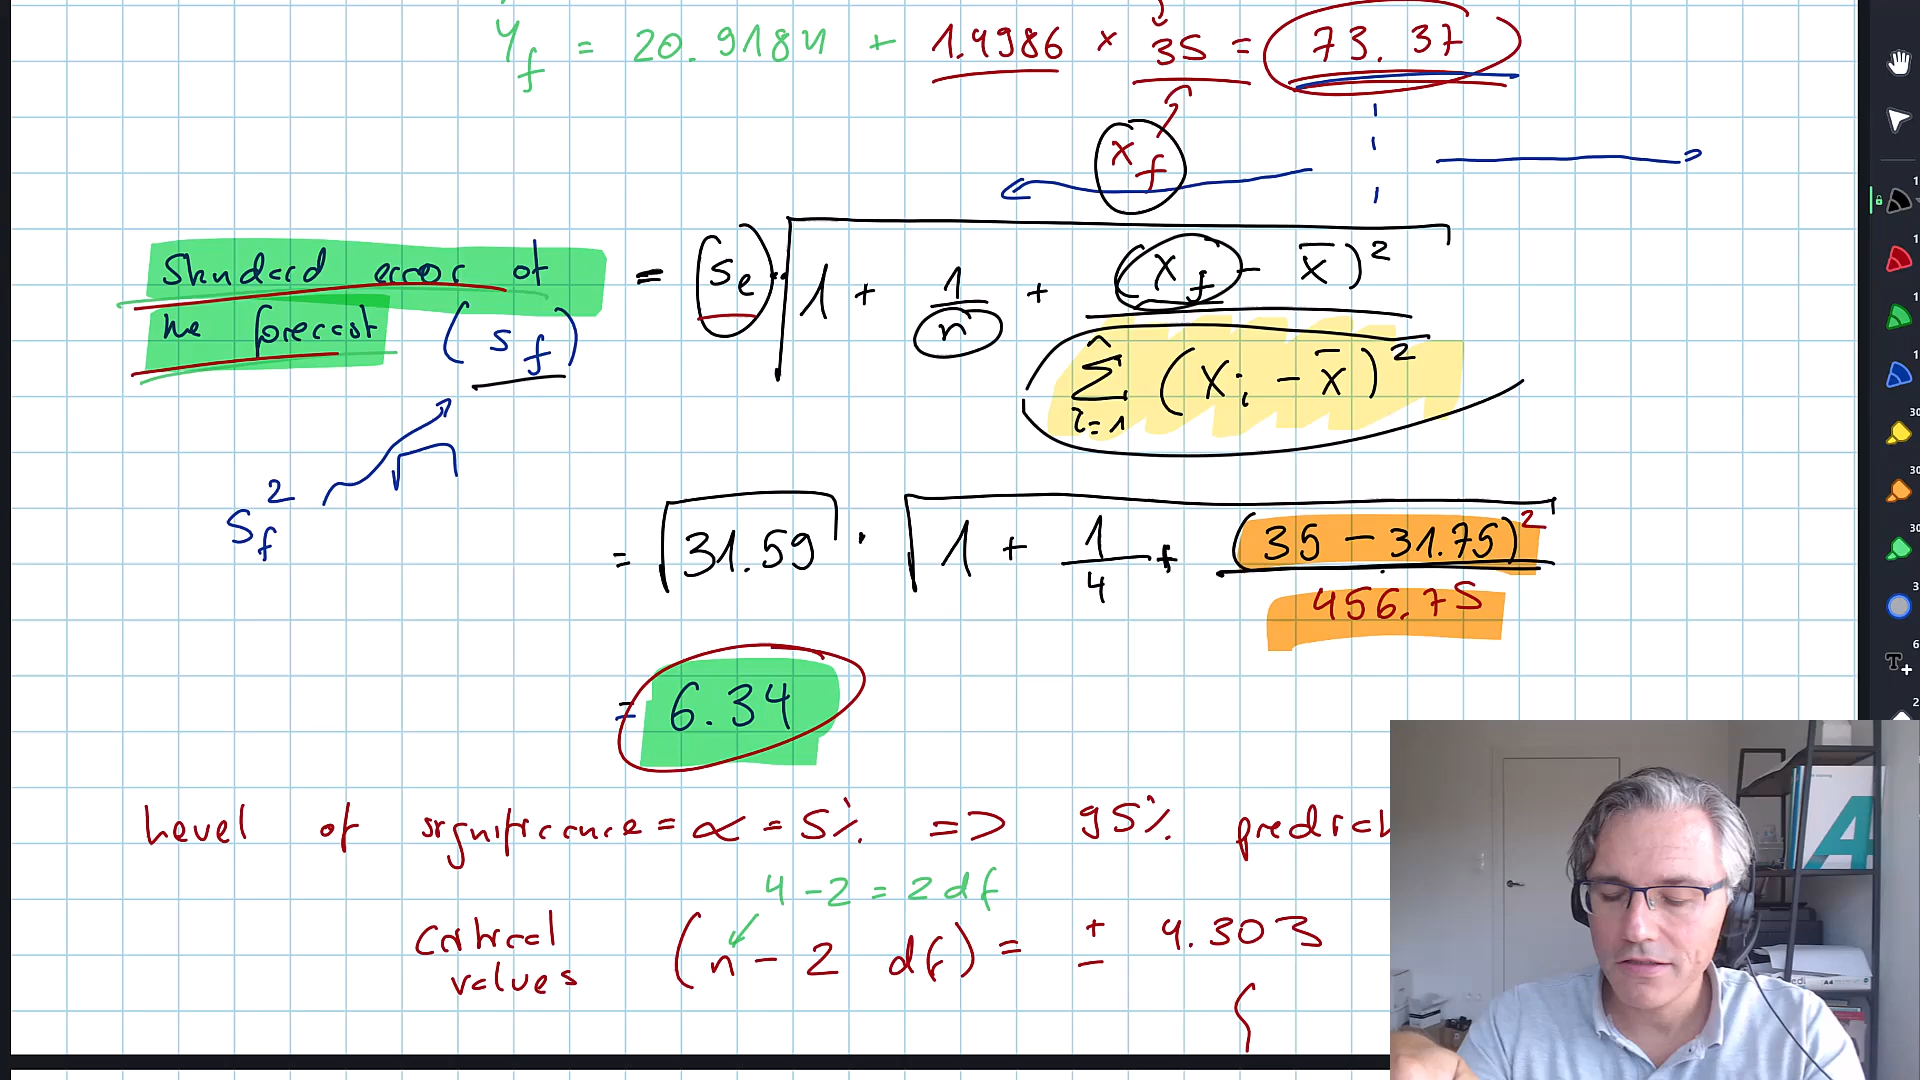 Y_f = 20.9184 + 1.4986 × 35 = 73.37
x_f
Standard error of = s_e · √(1 + 1/n + (x_f - x̄)² / Σ_{i=1}^{n} (x_i - x̄)²)
the forecast (s_f)
s_f²
= √31.59 · √(1 + 1/4 + (35 - 31.75)² / 456.75)
= 6.34
Level of significance = α = 5% => 95% predict
4 - 2 = 2 df
Critical values (n - 2 df) = ± 4.303